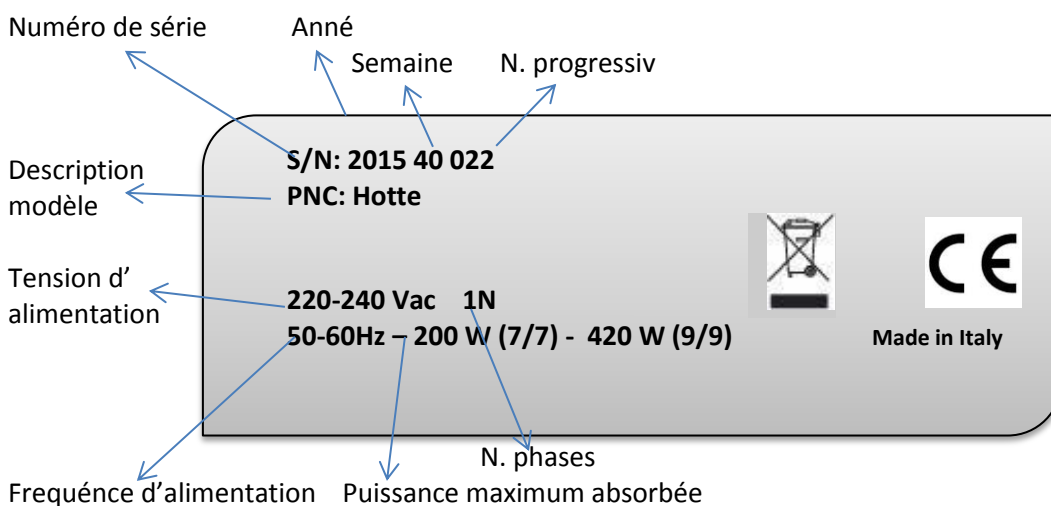 Numéro de série Anné
Semaine N. progressiv
S/N: 2015 40 022
Description
modèle
PNC: Hotte
Tension d’
alimentation
220-240 Vac 1N
50-60Hz – 200 W (7/7) - 420 W (9/9)
CE
Made in Italy
N. phases
Frequénce d’alimentation Puissance maximum absorbée